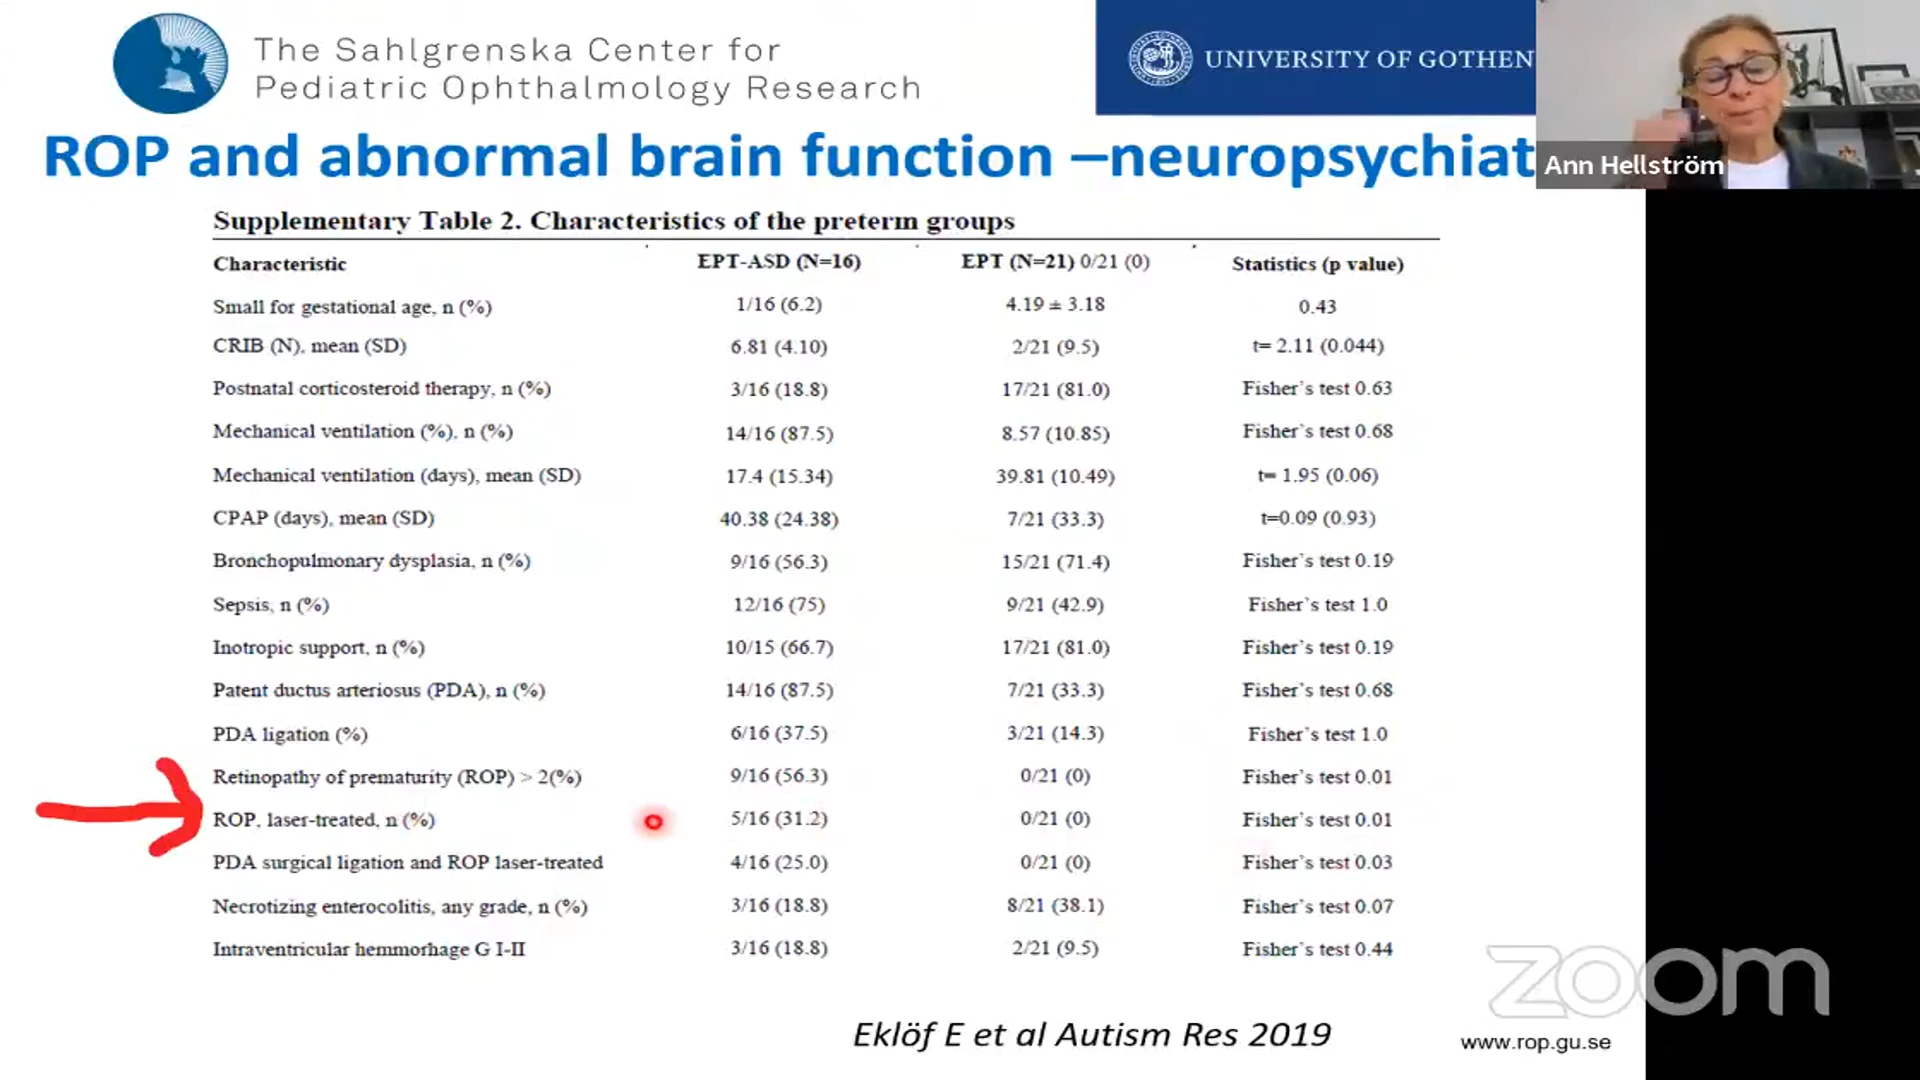 The Sahlgrenska Center for
Pediatric Ophthalmology Research
UNIVERSITY OF GOTHEN
Ann Hellström
ROP and abnormal brain function –neuropsychiat
Supplementary Table 2. Characteristics of the preterm groups
Characteristic EPT-ASD (N=16) EPT (N=21) 0/21 (0) Statistics (p value)
Small for gestational age, n (%) 1/16 (6.2) 4.19 ± 3.18 0.43
CRIB (N), mean (SD) 6.81 (4.10) 2/21 (9.5) t= 2.11 (0.044)
Postnatal corticosteroid therapy, n (%) 3/16 (18.8) 17/21 (81.0) Fisher's test 0.63
Mechanical ventilation (%), n (%) 14/16 (87.5) 8.57 (10.85) Fisher's test 0.68
Mechanical ventilation (days), mean (SD) 17.4 (15.34) 39.81 (10.49) t= 1.95 (0.06)
CPAP (days), mean (SD) 40.38 (24.38) 7/21 (33.3) t=0.09 (0.93)
Bronchopulmonary dysplasia, n (%) 9/16 (56.3) 15/21 (71.4) Fisher's test 0.19
Sepsis, n (%) 12/16 (75) 9/21 (42.9) Fisher's test 1.0
Inotropic support, n (%) 10/15 (66.7) 17/21 (81.0) Fisher's test 0.19
Patent ductus arteriosus (PDA), n (%) 14/16 (87.5) 7/21 (33.3) Fisher's test 0.68
PDA ligation (%) 6/16 (37.5) 3/21 (14.3) Fisher's test 1.0
Retinopathy of prematurity (ROP) > 2(%) 9/16 (56.3) 0/21 (0) Fisher's test 0.01
ROP, laser-treated, n (%) 5/16 (31.2) 0/21 (0) Fisher's test 0.01
PDA surgical ligation and ROP laser-treated 4/16 (25.0) 0/21 (0) Fisher's test 0.03
Necrotizing enterocolitis, any grade, n (%) 3/16 (18.8) 8/21 (38.1) Fisher's test 0.07
Intraventricular hemmorhage G I-II 3/16 (18.8) 2/21 (9.5) Fisher's test 0.44
zoom
Eklöf E et al Autism Res 2019
www.rop.gu.se